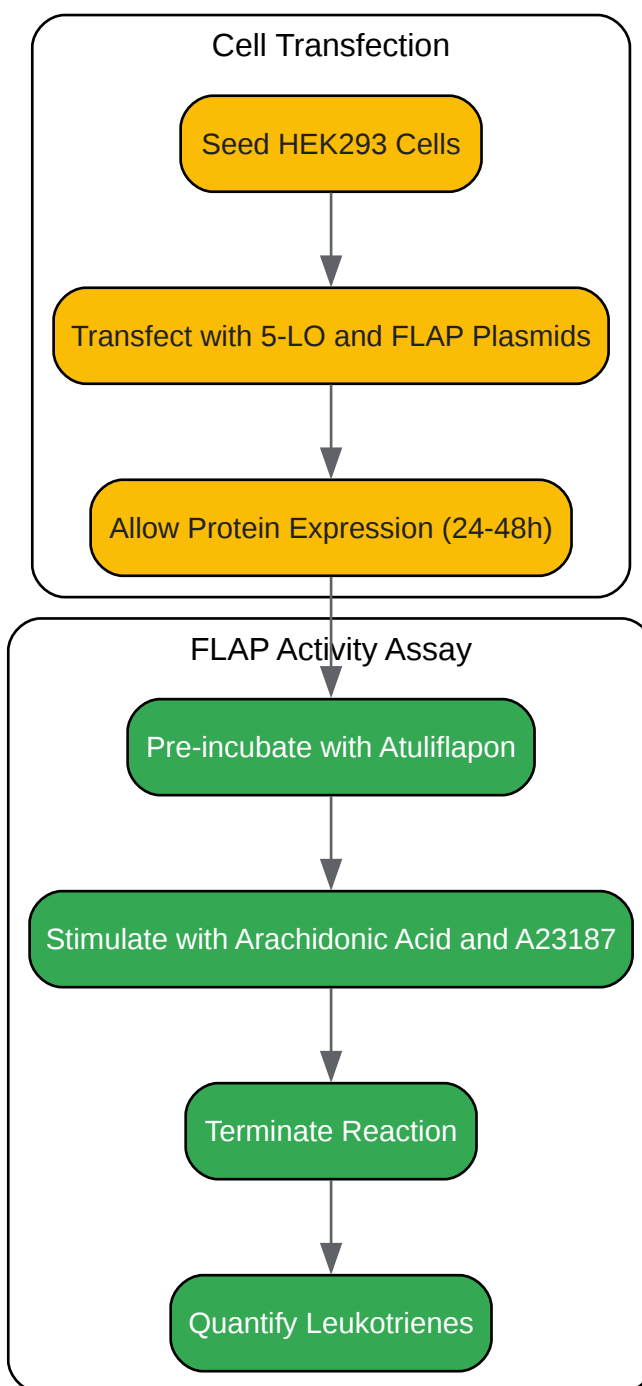 Cell Transfection
Seed HEK293 Cells
Transfect with 5-LO and FLAP Plasmids
Allow Protein Expression (24-48h)
FLAP Activity Assay
Pre-incubate with Atuliflapon
Stimulate with Arachidonic Acid and A23187
Terminate Reaction
Quantify Leukotrienes